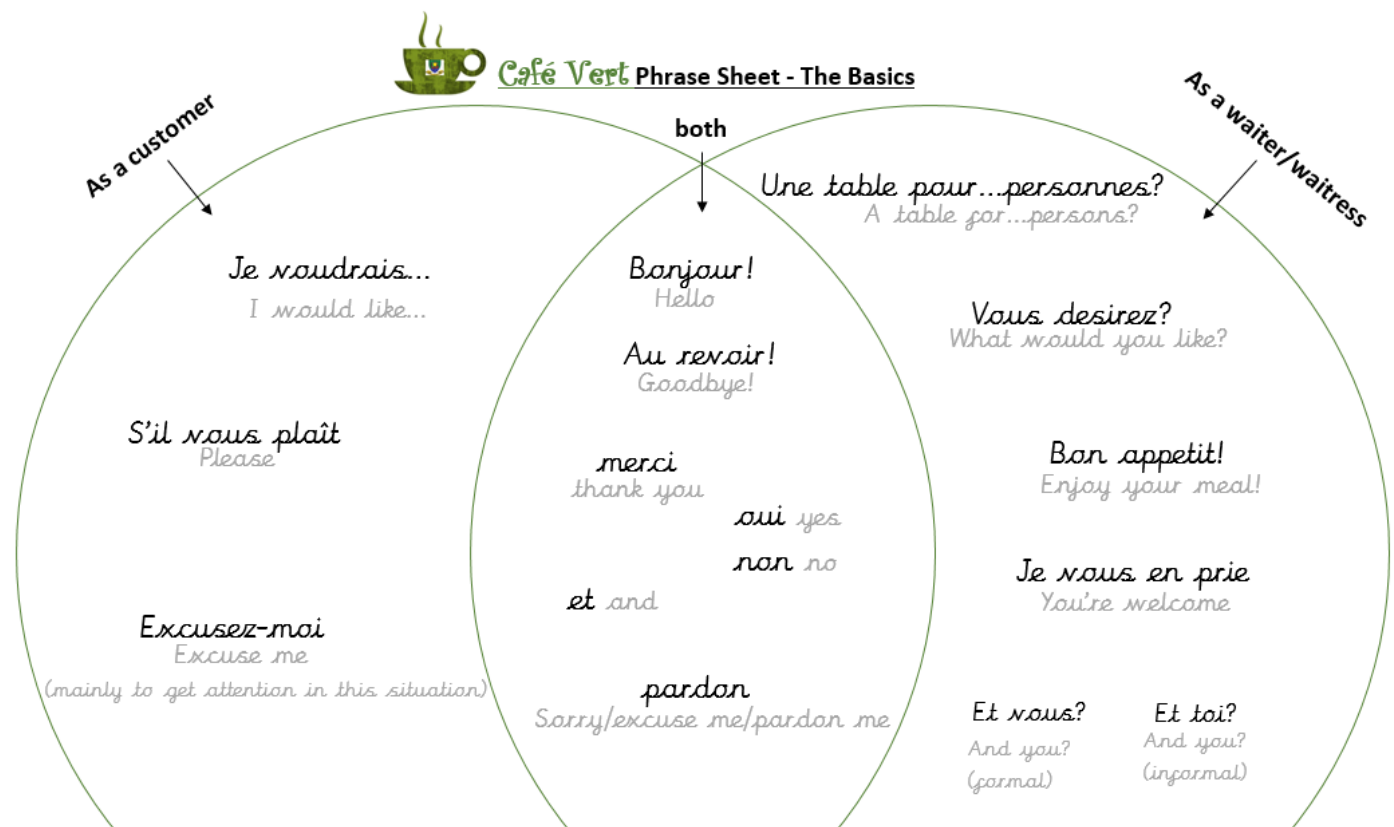 Café Vert Phrase Sheet - The Basics
As a customer
both
As a waiter/waitress
Je voudrais...
I would like...
S'il vous plaît
Please
Excusez-moi
Excuse me
(mainly to get attention in this situation)
Bonjour!
Hello
Au revoir!
Goodbye!
merci
thank you
oui yes
non no
et and
pardon
Sorry/excuse me/pardon me
Une table pour...personnes?
A table for...persons?
Vous desirez?
What would you like?
Bon appetit!
Enjoy your meal!
Je vous en prie
You're welcome
Et vous?
And you?
(formal)
Et toi?
And you?
(informal)